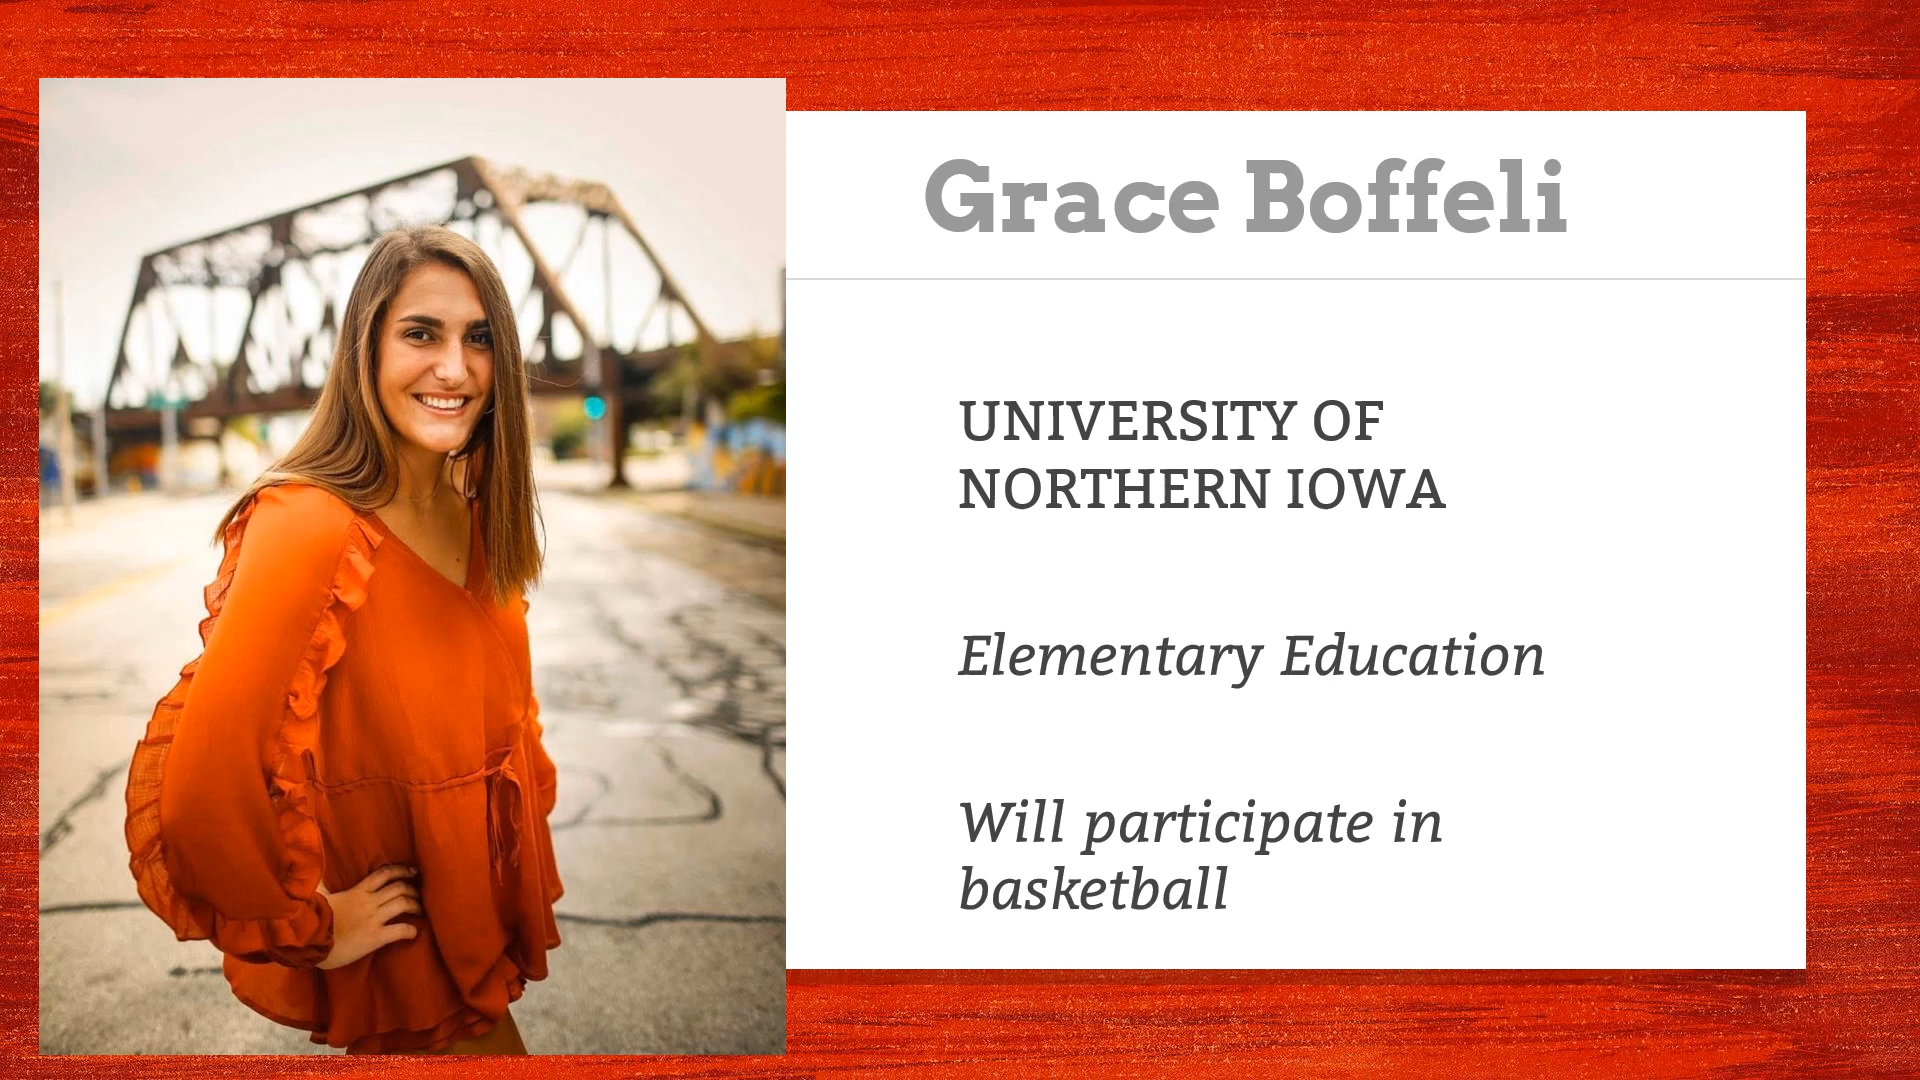 Grace Boffeli
UNIVERSITY OF
NORTHERN IOWA
Elementary Education
Will participate in
basketball